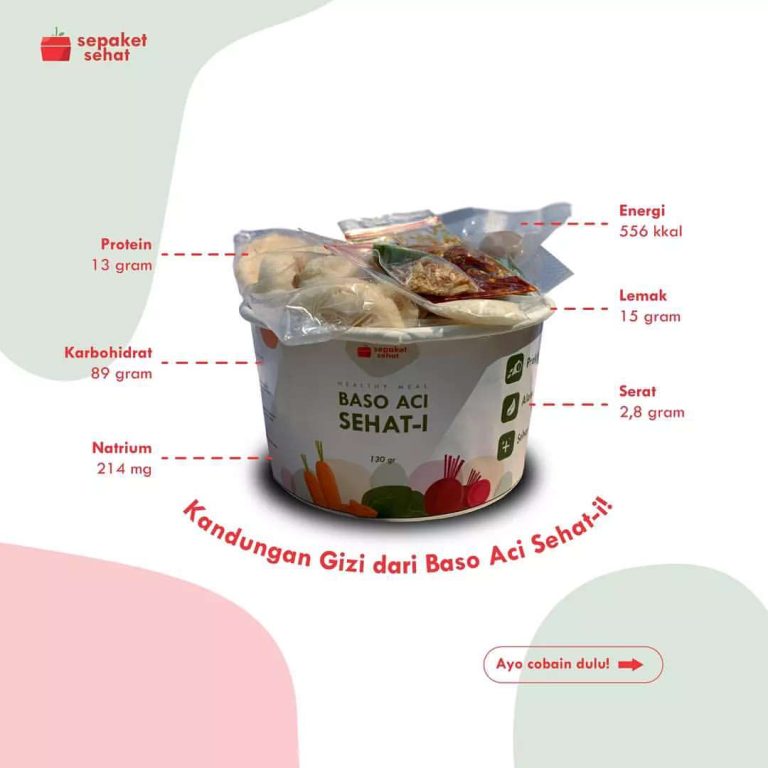 sepaket
sehat
Energi
556 kkal
Protein
13 gram
Lemak
15 gram
Karbohidrat
89 gram
sepaket
sehat
HEALTHY MEAL
BASO ACI
SEHAT-I
130 gr
Serat
2,8 gram
Natrium
214 mg
Kandungan Gizi dari Baso Aci Sehat-i!
Ayo cobain dulu!